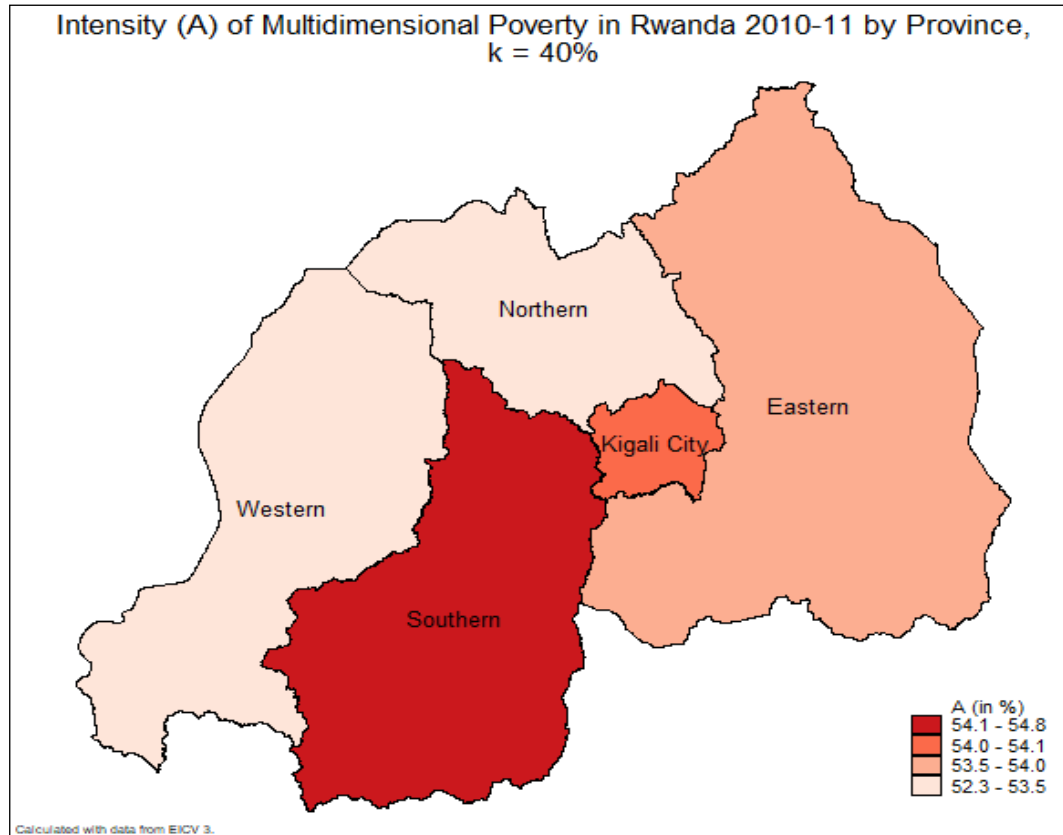 Intensity (A) of Multidimensional Poverty in Rwanda 2010-11 by Province,
k = 40%
Northern
Eastern
Kigali City
Western
Southern
A (in %)
54.1 - 54.8
54.0 - 54.1
53.5 - 54.0
52.3 - 53.5
Calculated with data from EICV 3.